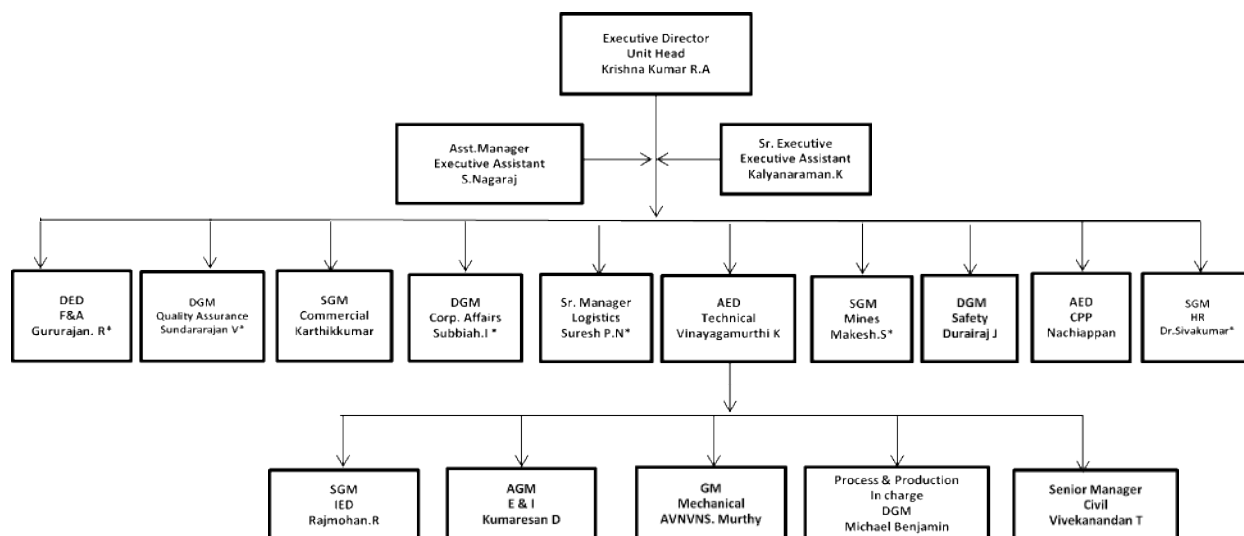 Executive Director
Unit Head
Krishna Kumar R.A
Asst.Manager
Executive Assistant
S.Nagaraj
Sr. Executive
Executive Assistant
Kalyanaraman.K
DED
F&A
Gururajan. R*
DGM
Quality Assurance
Sundararajan V*
SGM
Commercial
Karthikkumar
DGM
Corp. Affairs
Subbiah.I *
Sr. Manager
Logistics
Suresh P.N*
AED
Technical
Vinayagamurthi K
SGM
Mines
Makesh.S*
DGM
Safety
Durairaj J
AED
CPP
Nachiappan
SGM
HR
Dr.Sivakumar*
SGM
IED
Rajmohan.R
AGM
E & I
Kumaresan D
GM
Mechanical
AVNVNS. Murthy
Process & Production
In charge
DGM
Michael Benjamin
Senior Manager
Civil
Vivekanandan T